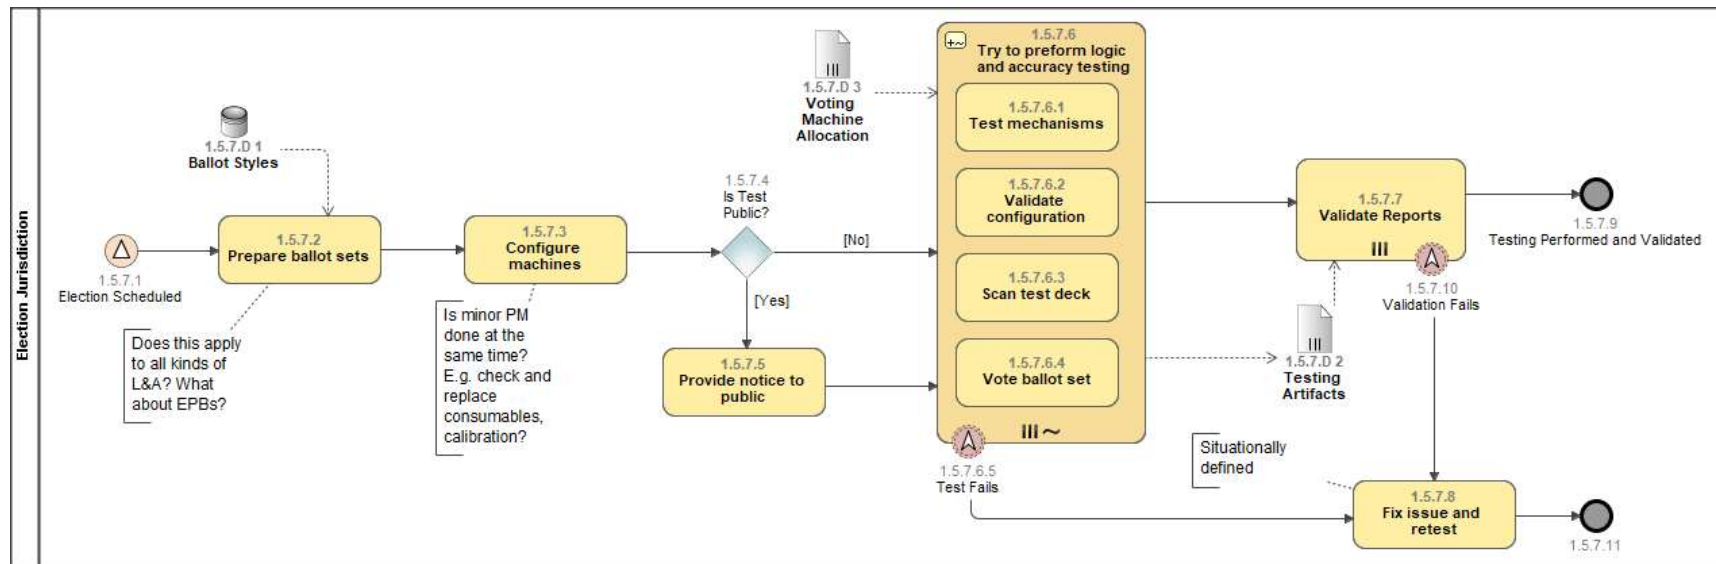 Election Jurisdiction
1.5.7.1
Election Scheduled
1.5.7.D 1
Ballot Styles
1.5.7.2
Prepare ballot sets
Does this apply
to all kinds of
L&A? What
about EPBs?
1.5.7.3
Configure
machines
Is minor PM
done at the
same time?
E.g. check and
replace
consumables,
calibration?
1.5.7.4
Is Test
Public?
[No]
[Yes]
1.5.7.5
Provide notice to
public
1.5.7.D 3
Voting
Machine
Allocation
1.5.7.6
Try to preform logic
and accuracy testing
1.5.7.6.1
Test mechanisms
1.5.7.6.2
Validate
configuration
1.5.7.6.3
Scan test deck
1.5.7.6.4
Vote ballot set
1.5.7.6.5
Test Fails
1.5.7.7
Validate Reports
1.5.7.9
Testing Performed and Validated
1.5.7.10
Validation Fails
1.5.7.D 2
Testing
Artifacts
Situationally
defined
1.5.7.8
Fix issue and
retest
1.5.7.11